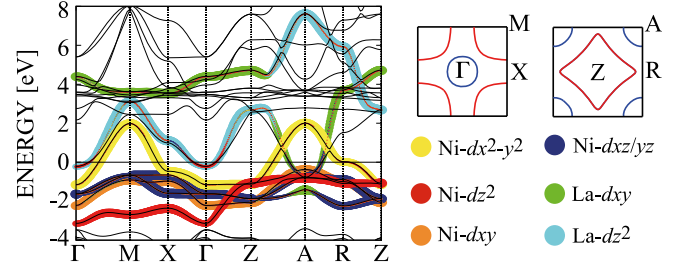 ENERGY [eV]
8
6
4
2
0
-2
-4
Γ M X Γ Z A R Z
M
Γ
X
A
Z
R
Ni-dx²-y²
Ni-dxz/yz
Ni-dz²
La-dxy
Ni-dxy
La-dz²